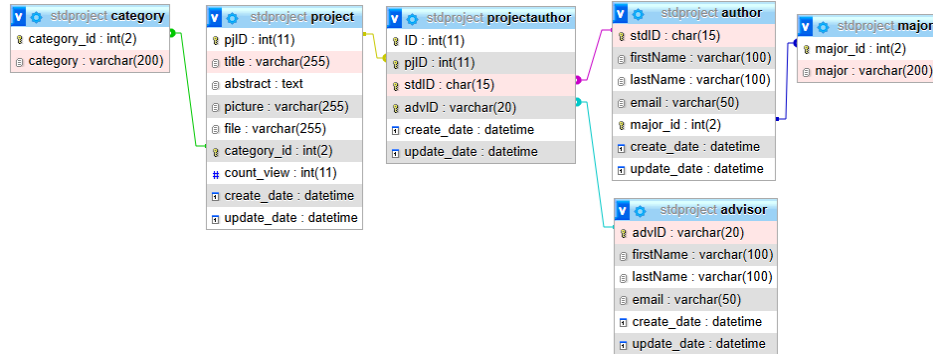 v stdproject category
category_id : int(2)
category : varchar(200)
v stdproject project
pjID : int(11)
title : varchar(255)
abstract : text
picture : varchar(255)
file : varchar(255)
category_id : int(2)
# count_view : int(11)
create_date : datetime
update_date : datetime
v stdproject projectauthor
ID : int(11)
pjID : int(11)
stdID : char(15)
advID : varchar(20)
create_date : datetime
update_date : datetime
v stdproject author
stdID : char(15)
firstName : varchar(100)
lastName : varchar(100)
email : varchar(50)
major_id : int(2)
create_date : datetime
update_date : datetime
v stdproject major
major_id : int(2)
major : varchar(200)
v stdproject advisor
advID : varchar(20)
firstName : varchar(100)
lastName : varchar(100)
email : varchar(50)
create_date : datetime
update_date : datetime